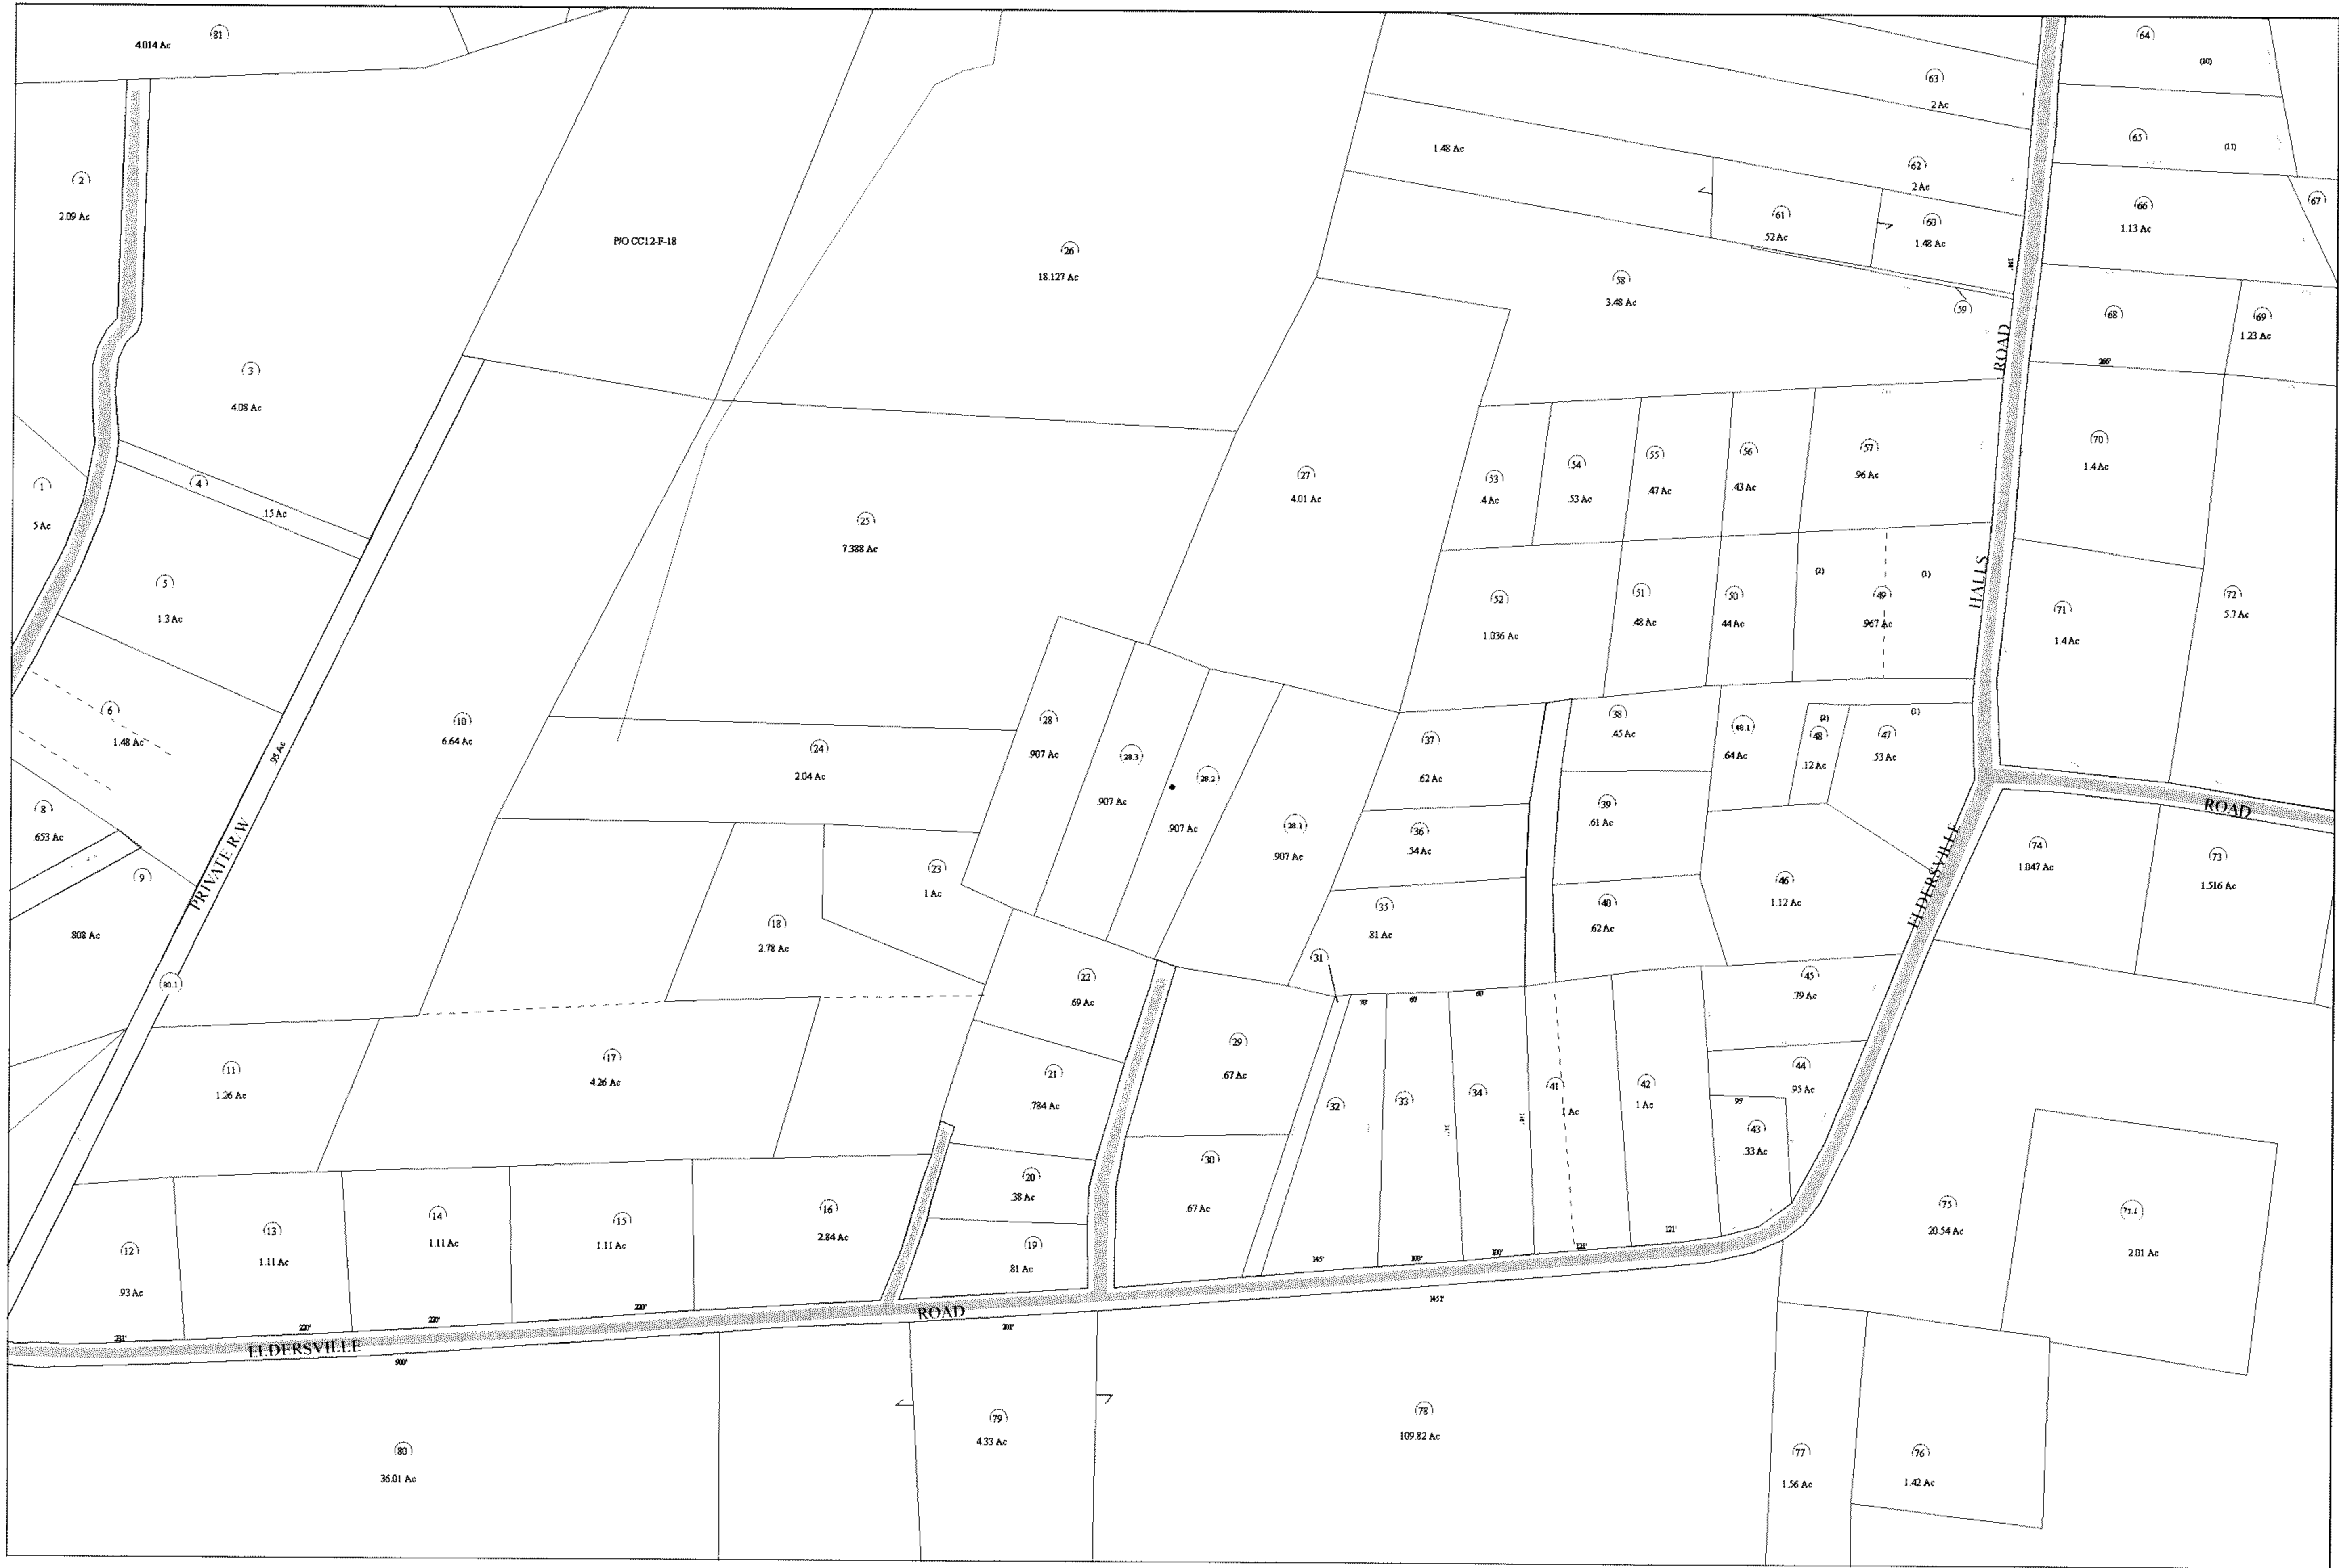 81
4.014 Ac
64
(10)
63
2 Ac
65
(11)
1.48 Ac
62
2 Ac
2
2.09 Ac
66
1.13 Ac
67
61
.52 Ac
60
1.48 Ac
P/O CC12-F-18
26
18.127 Ac
58
3.48 Ac
59
68
69
1.23 Ac
3
4.08 Ac
ROAD
70
1.4 Ac
1
.5 Ac
4
.15 Ac
25
7.388 Ac
27
4.01 Ac
53
.4 Ac
54
.53 Ac
55
.47 Ac
56
.43 Ac
57
.96 Ac
5
1.3 Ac
52
1.036 Ac
51
.48 Ac
50
.44 Ac
(2)
49
.967 Ac
(1)
HALLS
71
1.4 Ac
72
5.7 Ac
6
1.48 Ac
10
6.64 Ac
.95 Ac
24
2.04 Ac
28
.907 Ac
28.3
.907 Ac
28.2
.907 Ac
28.1
.907 Ac
37
.62 Ac
38
.45 Ac
48.1
.64 Ac
(2)
48
.12 Ac
(1)
47
.53 Ac
8
.653 Ac
36
.54 Ac
39
.61 Ac
ROAD
9
.808 Ac
PRIVATE R/W
18
2.78 Ac
23
1 Ac
35
.81 Ac
40
.62 Ac
46
1.12 Ac
ELDERSVILLE
74
1.047 Ac
73
1.516 Ac
80.1
22
.69 Ac
31
70'
60'
60'
45
.79 Ac
11
1.26 Ac
17
4.26 Ac
21
.784 Ac
29
.67 Ac
32
33
34
41
1 Ac
42
1 Ac
44
.95 Ac
43
.33 Ac
20
.38 Ac
30
.67 Ac
12
.93 Ac
13
1.11 Ac
14
1.11 Ac
15
1.11 Ac
16
2.84 Ac
19
.81 Ac
75
20.54 Ac
75.1
2.01 Ac
145'
100'
100'
121'
121'
231'
220'
220'
220'
ELDERSVILLE
ROAD
201'
900'
80
36.01 Ac
79
4.33 Ac
78
109.82 Ac
77
1.56 Ac
76
1.42 Ac